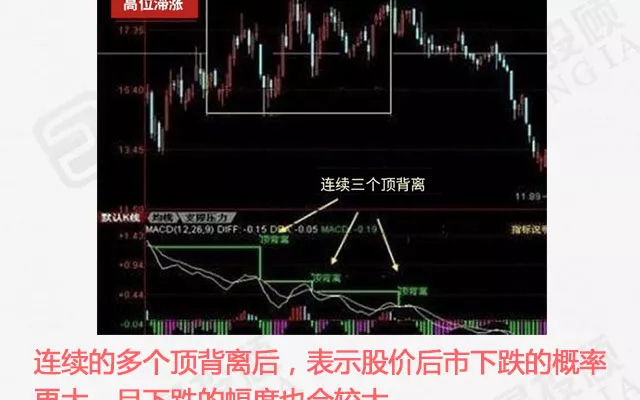 高位滞涨
17.35
15.40
13.45
11.50
11.89
连续三个顶背离
默认K线 均线 支撑压力
MACD(12,26,9) DIFF: -0.15 DEA: -0.05 MACD: -0.19 指标说明
+1.43
顶背离
+0.94
顶背离
+0.44
顶背离
-0.04
连续的多个顶背离后，表示股价后市下跌的概率
更大，且下跌的幅度也会较大